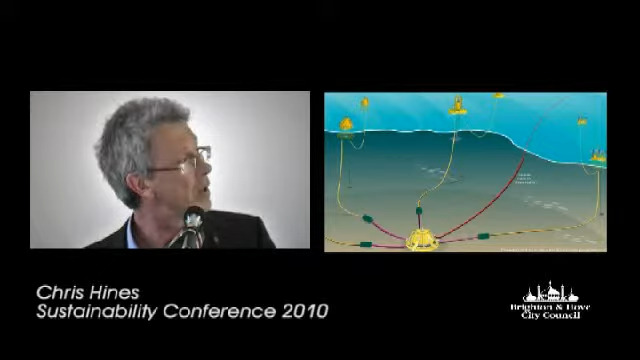 Chris Hines
Sustainability Conference 2010
Brighton & Hove
City Council